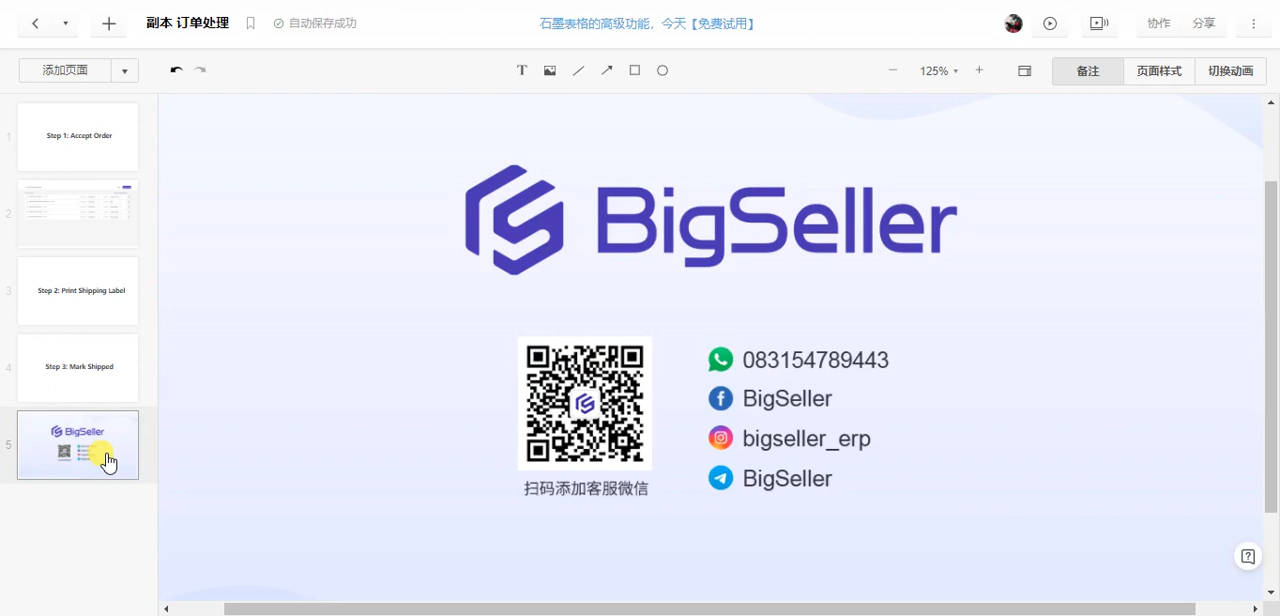 副本 订单处理
自动保存成功
石墨表格的高级功能，今天【免费试用】
协作
分享
添加页面
T
125%
备注
页面样式
切换动画
1
Step 1: Accept Order
2
3
Step 2: Print Shipping Label
4
Step 3: Mark Shipped
5
BigSeller
BigSeller
083154789443
BigSeller
bigseller_erp
BigSeller
扫码添加客服微信